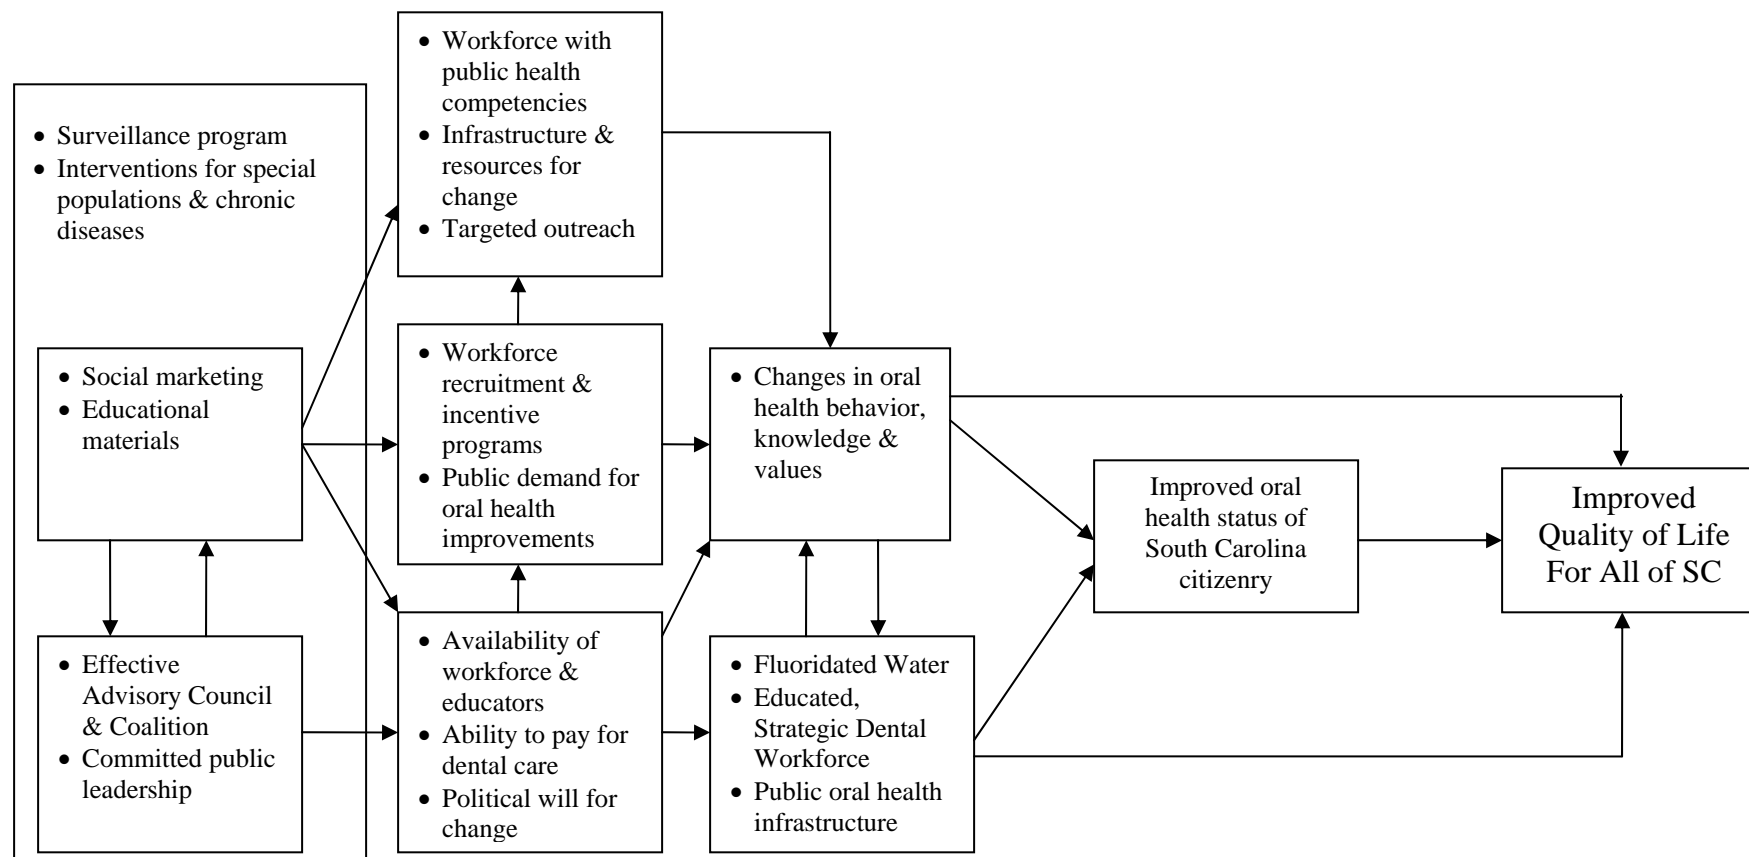 • Surveillance program
• Interventions for special
populations & chronic
diseases
• Social marketing
• Educational
materials
• Effective
Advisory Council
& Coalition
• Committed public
leadership
• Workforce with
public health
competencies
• Infrastructure &
resources for
change
• Targeted outreach
• Workforce
recruitment &
incentive
programs
• Public demand for
oral health
improvements
• Availability of
workforce &
educators
• Ability to pay for
dental care
• Political will for
change
• Changes in oral
health behavior,
knowledge &
values
• Fluoridated Water
• Educated,
Strategic Dental
Workforce
• Public oral health
infrastructure
Improved oral
health status of
South Carolina
citizenry
Improved
Quality of Life
For All of SC